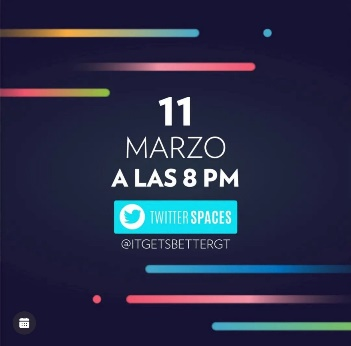 11
MARZO
A LAS 8 PM
TWITTER SPACES
@ITGETSBETTERGT